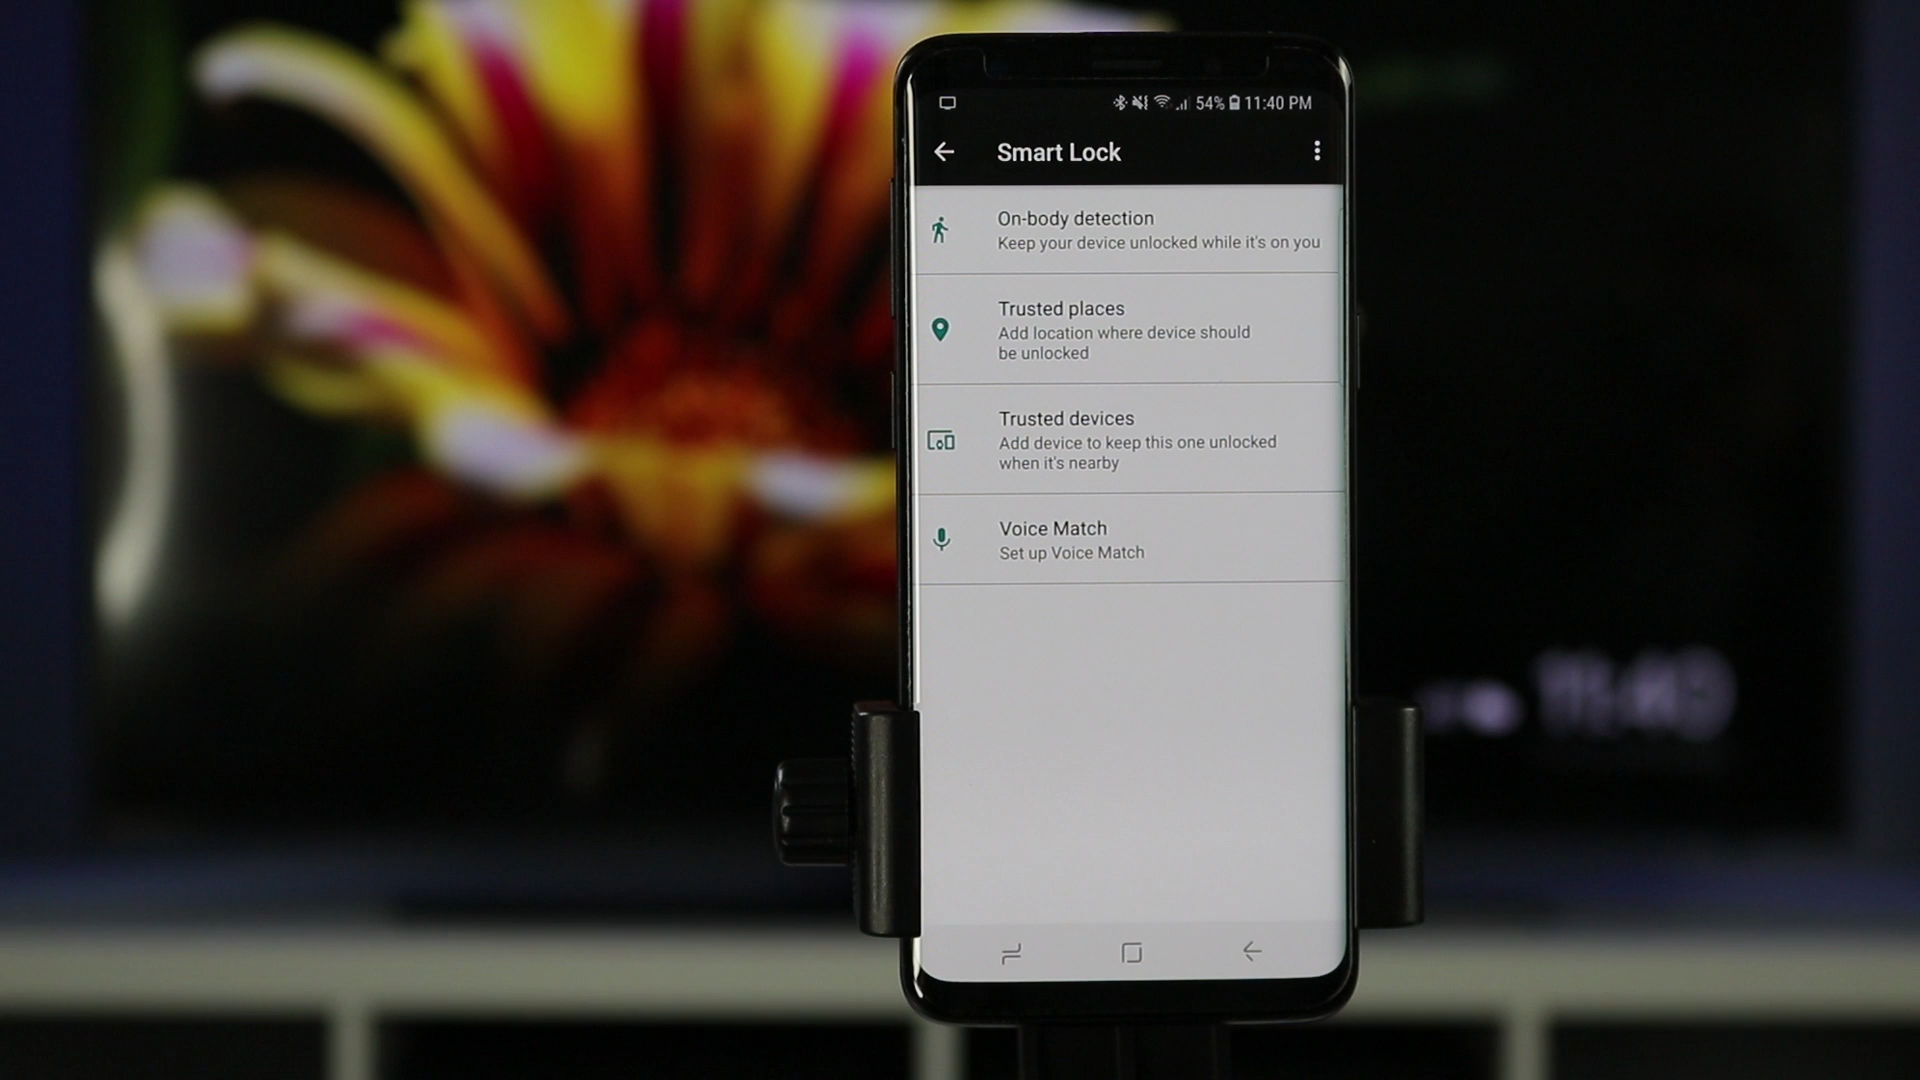 54% 11:40 PM
Smart Lock
On-body detection
Keep your device unlocked while it's on you
Trusted places
Add location where device should
be unlocked
Trusted devices
Add device to keep this one unlocked
when it's nearby
Voice Match
Set up Voice Match